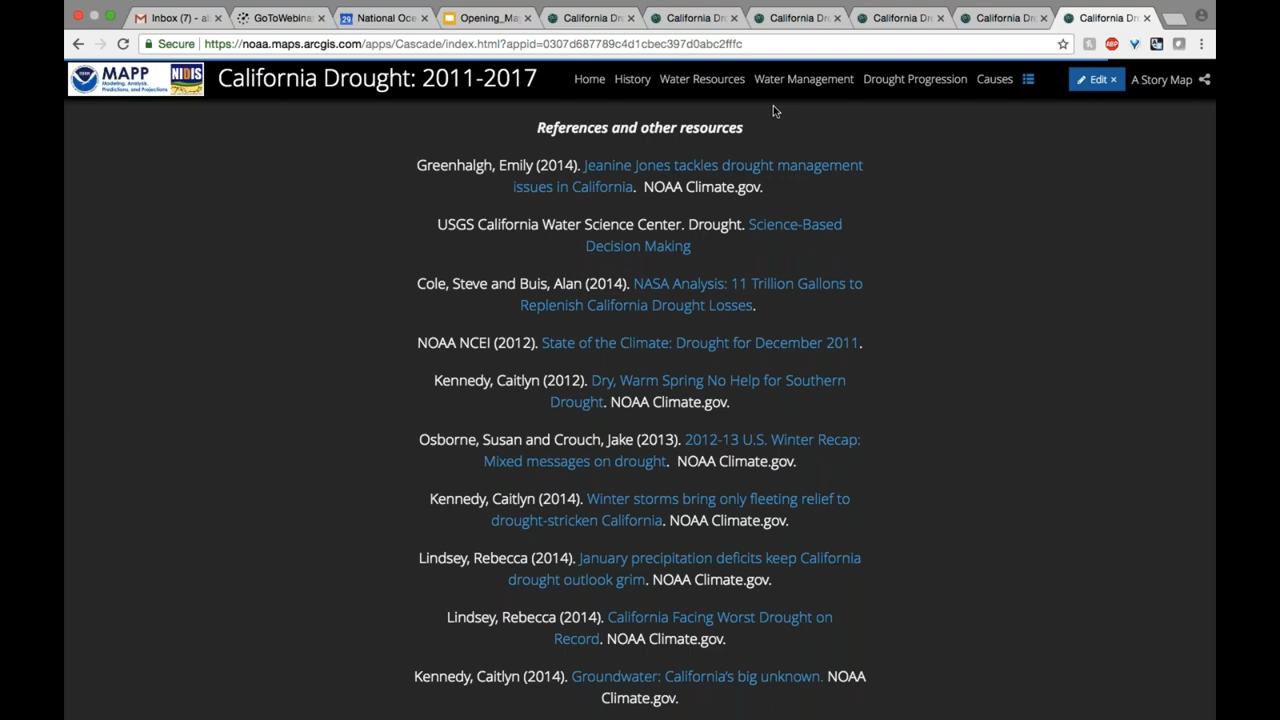 Inbox (7) - al
GoToWebina
National Oce
Opening_Ma
California Dr
California Dr
California Dr
California Dr
California Dr
California Dr
Secure
https://noaa.maps.arcgis.com/apps/Cascade/index.html?appid=0307d687789c4d1cbec397d0abc2fffc
MAPP
Modeling, Analysis,
Predictions, and Projections
NIDIS
California Drought: 2011-2017
Home History Water Resources Water Management Drought Progression Causes
Edit ×
A Story Map
References and other resources
Greenhalgh, Emily (2014). Jeanine Jones tackles drought management
issues in California. NOAA Climate.gov.
USGS California Water Science Center. Drought. Science-Based
Decision Making
Cole, Steve and Buis, Alan (2014). NASA Analysis: 11 Trillion Gallons to
Replenish California Drought Losses.
NOAA NCEI (2012). State of the Climate: Drought for December 2011.
Kennedy, Caitlyn (2012). Dry, Warm Spring No Help for Southern
Drought. NOAA Climate.gov.
Osborne, Susan and Crouch, Jake (2013). 2012-13 U.S. Winter Recap:
Mixed messages on drought. NOAA Climate.gov.
Kennedy, Caitlyn (2014). Winter storms bring only fleeting relief to
drought-stricken California. NOAA Climate.gov.
Lindsey, Rebecca (2014). January precipitation deficits keep California
drought outlook grim. NOAA Climate.gov.
Lindsey, Rebecca (2014). California Facing Worst Drought on
Record. NOAA Climate.gov.
Kennedy, Caitlyn (2014). Groundwater: California's big unknown. NOAA
Climate.gov.